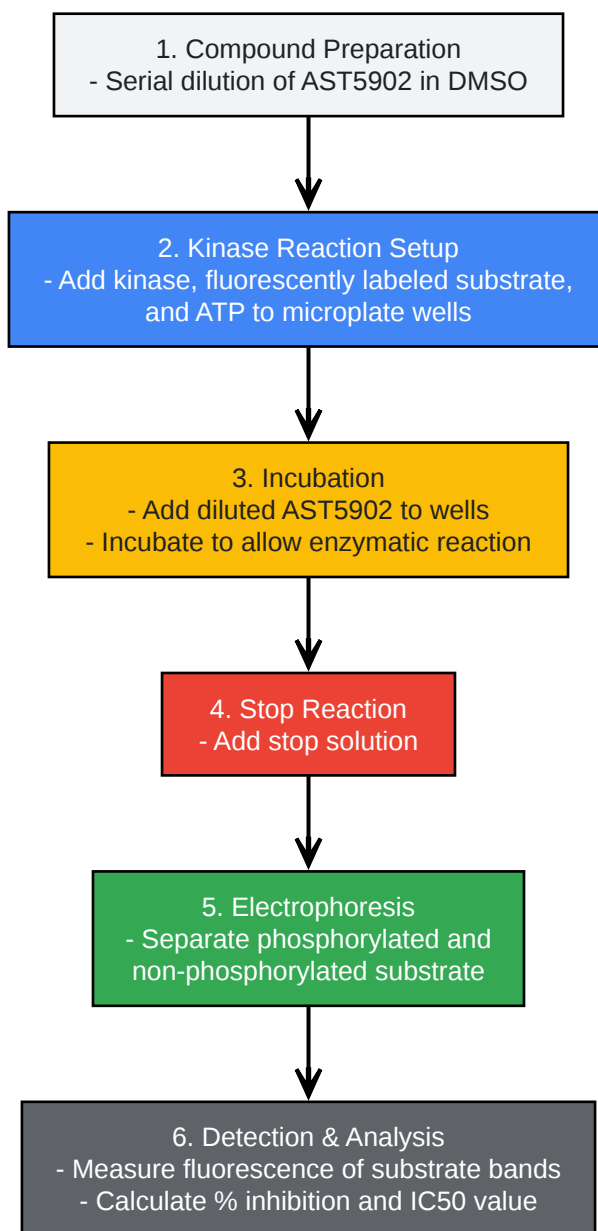 1. Compound Preparation
- Serial dilution of AST5902 in DMSO
2. Kinase Reaction Setup
- Add kinase, fluorescently labeled substrate,
and ATP to microplate wells
3. Incubation
- Add diluted AST5902 to wells
- Incubate to allow enzymatic reaction
4. Stop Reaction
- Add stop solution
5. Electrophoresis
- Separate phosphorylated and
non-phosphorylated substrate
6. Detection & Analysis
- Measure fluorescence of substrate bands
- Calculate % inhibition and IC50 value